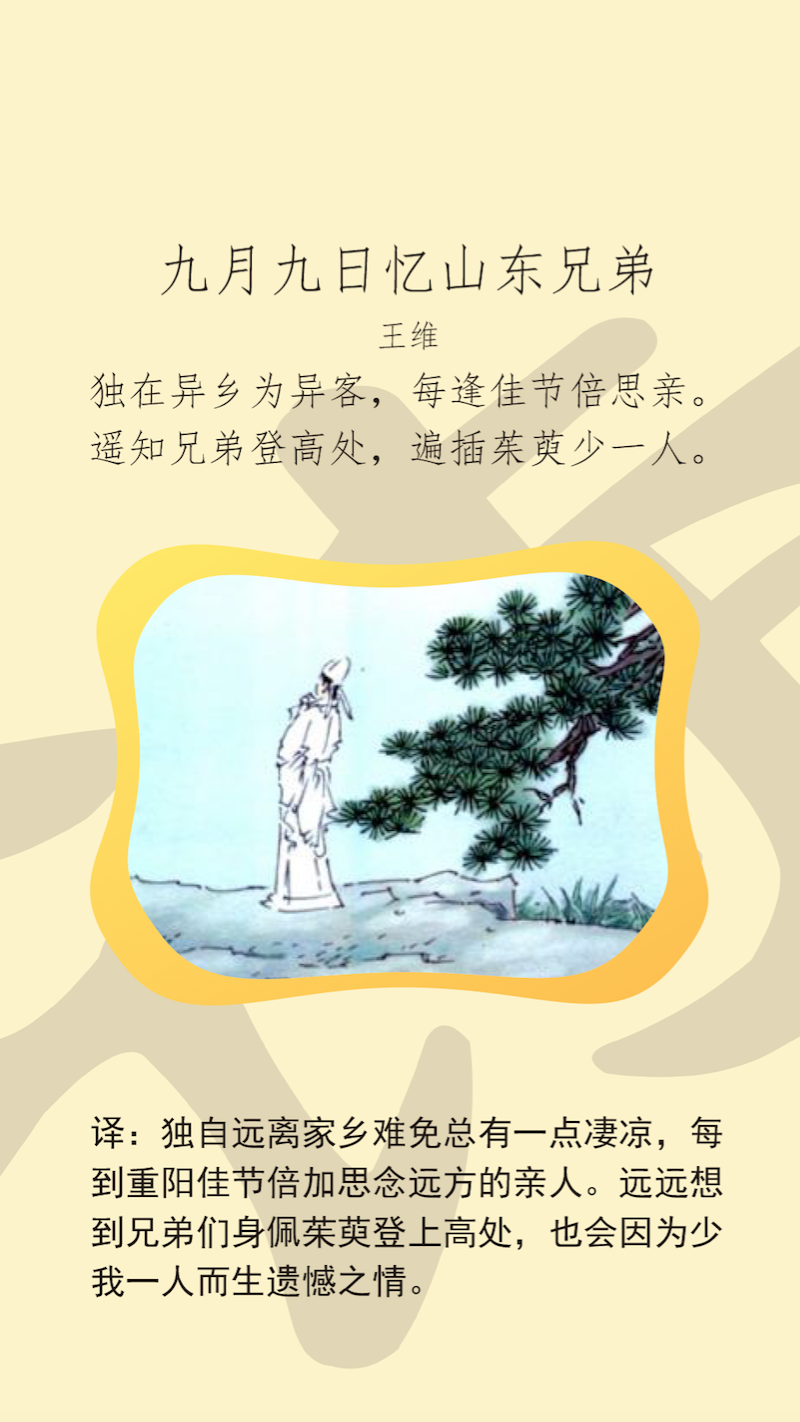 九月九日忆山东兄弟
王维
独在异乡为异客，每逢佳节倍思亲。
遥知兄弟登高处，遍插茱萸少一人。
译：独自远离家乡难免总有一点凄凉，每
到重阳佳节倍加思念远方的亲人。远远想
到兄弟们身佩茱萸登上高处，也会因为少
我一人而生遗憾之情。